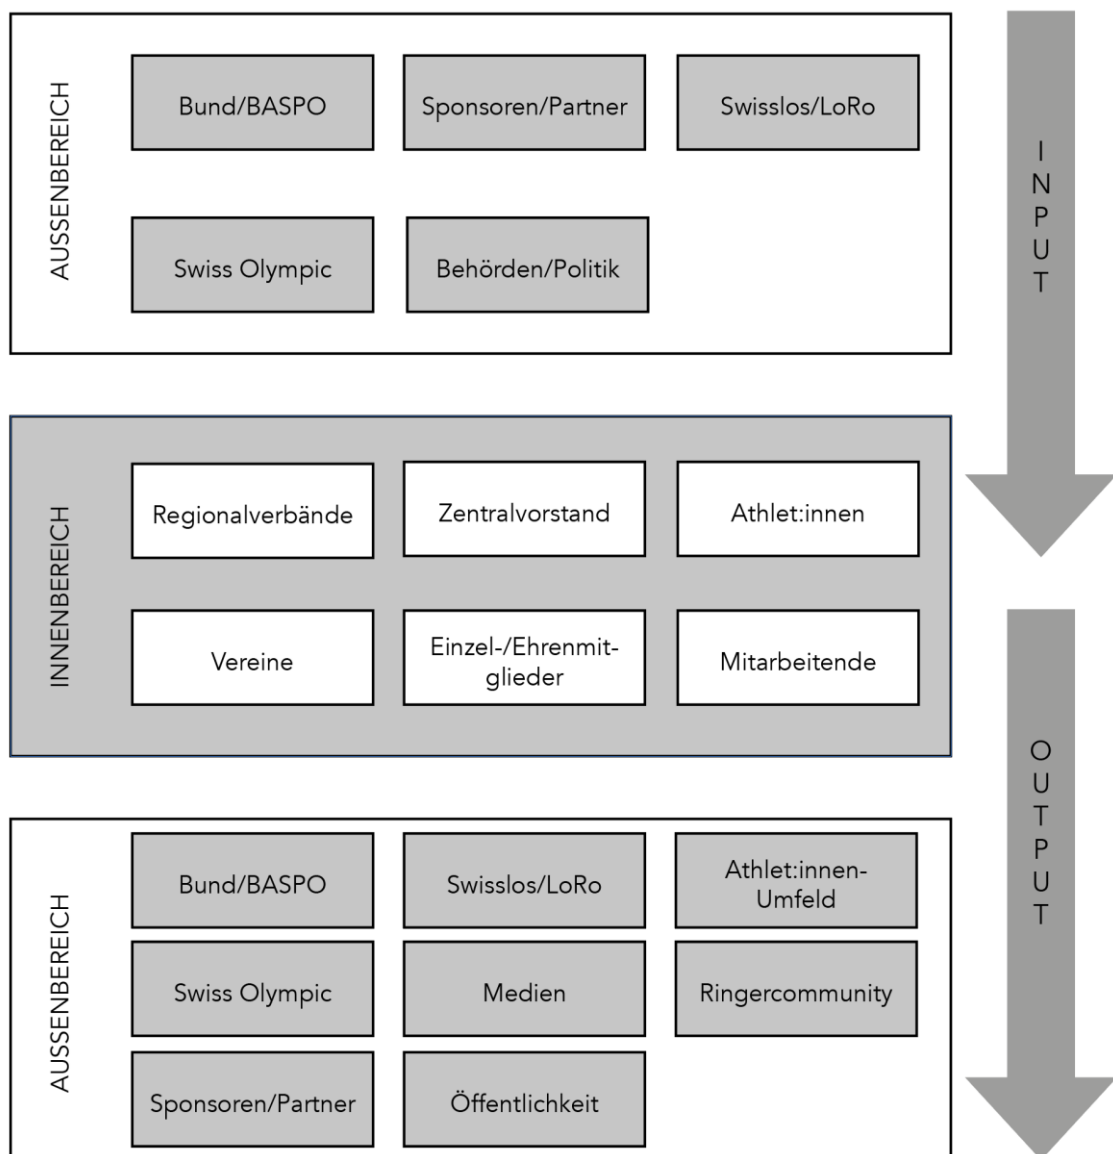 AUSSENBEREICH
Bund/BASPO
Sponsoren/Partner
Swisslos/LoRo
Swiss Olympic
Behörden/Politik
INPUT
INNENBEREICH
Regionalverbände
Zentralvorstand
Athlet:innen
Vereine
Einzel-/Ehrenmit-
glieder
Mitarbeitende
OUTPUT
AUSSENBEREICH
Bund/BASPO
Swisslos/LoRo
Athlet:innen-
Umfeld
Swiss Olympic
Medien
Ringercommunity
Sponsoren/Partner
Öffentlichkeit